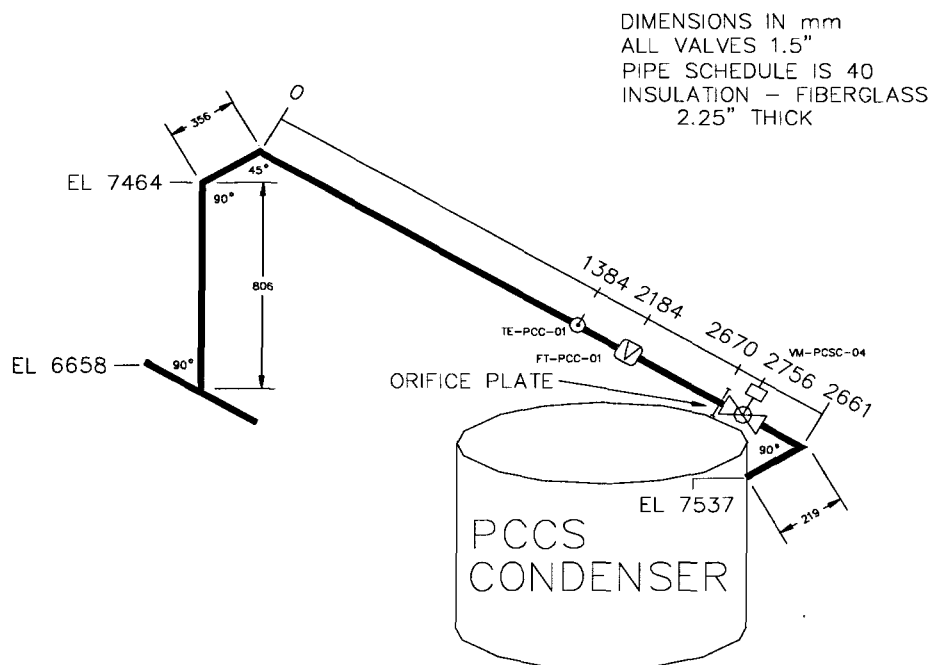 DIMENSIONS IN mm
ALL VALVES 1.5"
PIPE SCHEDULE IS 40
INSULATION – FIBERGLASS
2.25" THICK
0
356
45°
EL 7464
90°
806
1384
2184
TE–PCC–01
2670
VM–PCSC–04
FT–PCC–01
2756
EL 6658
90°
2661
ORIFICE PLATE
90°
EL 7537
219
PCCS
CONDENSER